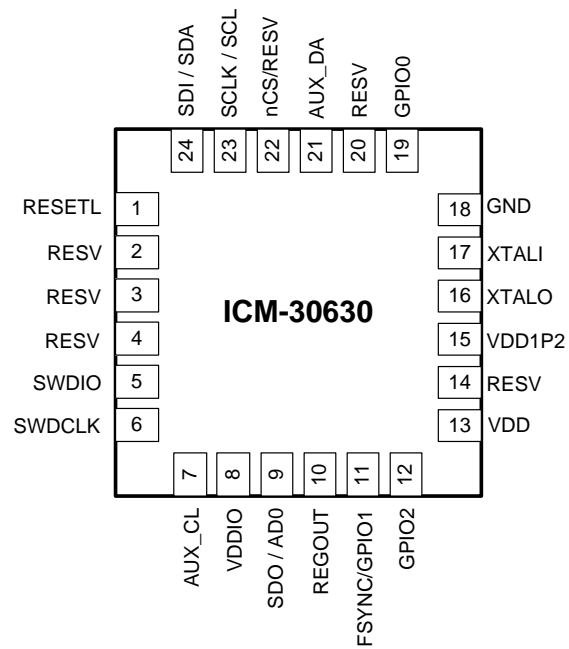 SDI / SDA
SCLK / SCL
nCS/RESV
AUX_DA
RESV
GPIO0
24
23
22
21
20
19
RESETL 1
RESV 2
RESV 3
RESV 4
SWDIO 5
SWDCLK 6
ICM-30630
18 GND
17 XTALI
16 XTALO
15 VDD1P2
14 RESV
13 VDD
7
8
9
10
11
12
AUX_CL
VDDIO
SDO / AD0
REGOUT
FSYNC/GPIO1
GPIO2